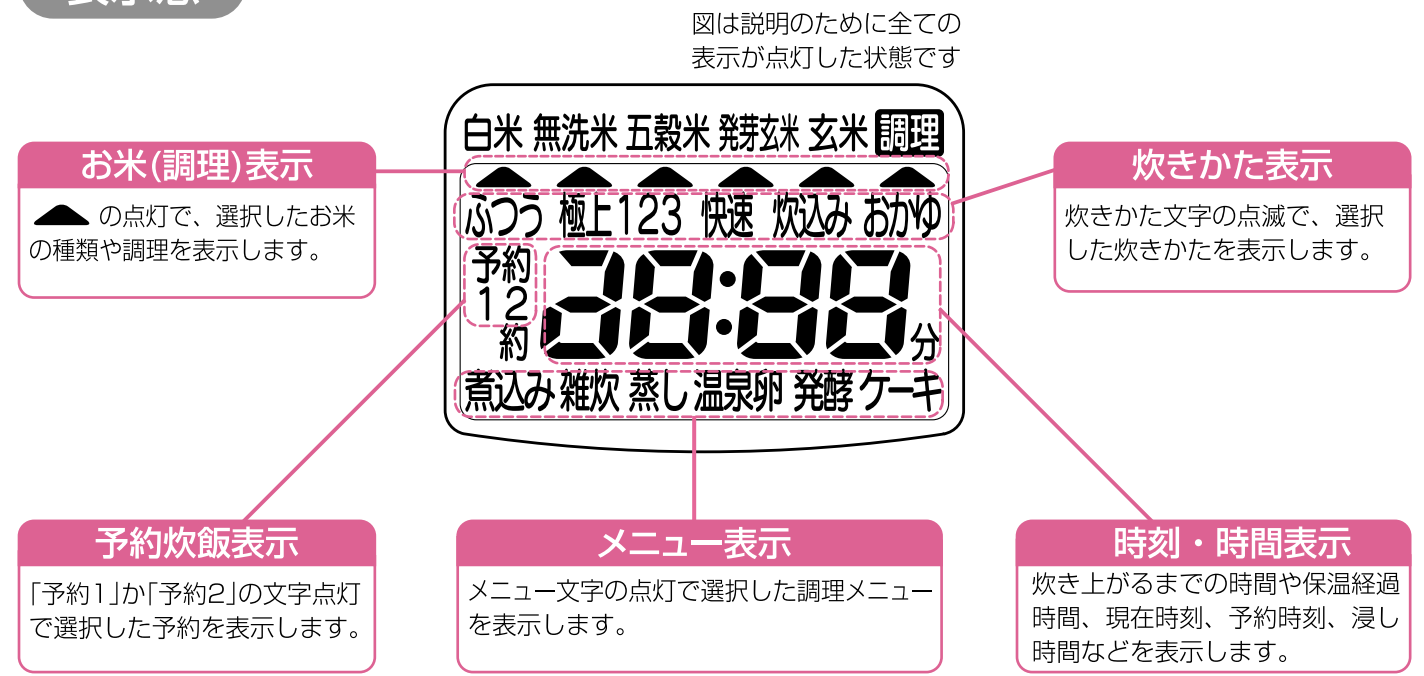 図は説明のために全ての
表示が点灯した状態です
白米 無洗米 五穀米 発芽玄米 玄米 調理
ふつう 極上123 快速 炊込み おかゆ
予約
12
38:88
約
分
煮込み 雑炊 蒸し 温泉卵 発酵 ケーキ
お米(調理)表示
の点灯で、選択したお米
の種類や調理を表示します。
炊きかた表示
炊きかた文字の点滅で、選択
した炊きかたを表示します。
予約炊飯表示
「予約1」か「予約2」の文字点灯
で選択した予約を表示します。
メニュー表示
メニュー文字の点灯で選択した調理メニュー
を表示します。
時刻・時間表示
炊き上がるまでの時間や保温経過
時間、現在時刻、予約時刻、浸し
時間などを表示します。